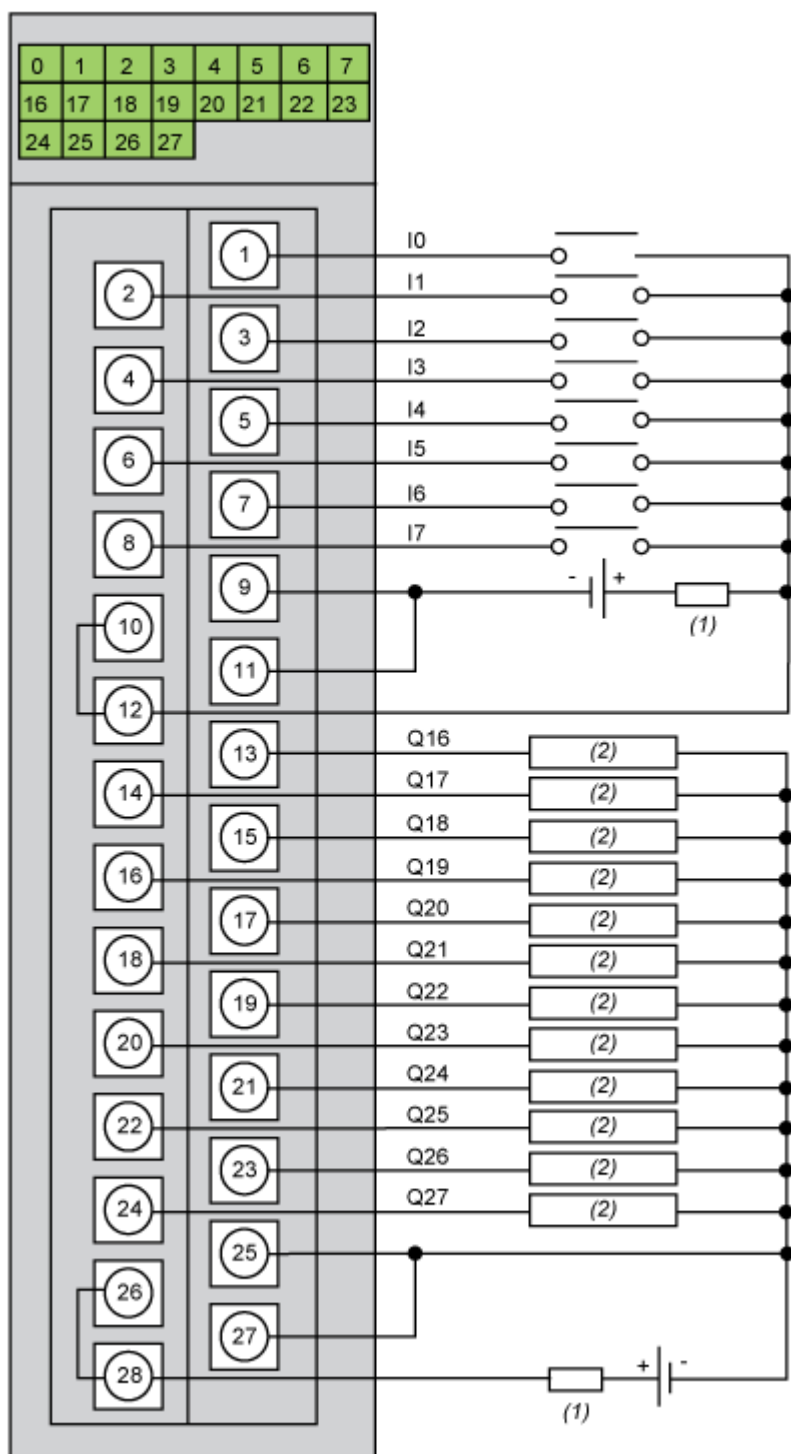 0 1 2 3 4 5 6 7
16 17 18 19 20 21 22 23
24 25 26 27
1 I0
2 I1
3 I2
4 I3
5 I4
6 I5
7 I6
8 I7
9 - +
(1)
10
11
12
13 Q16 (2)
14 Q17 (2)
15 Q18 (2)
16 Q19 (2)
17 Q20 (2)
18 Q21 (2)
19 Q22 (2)
20 Q23 (2)
21 Q24 (2)
22 Q25 (2)
23 Q26 (2)
24 Q27 (2)
25
26
27
28 + -
(1)